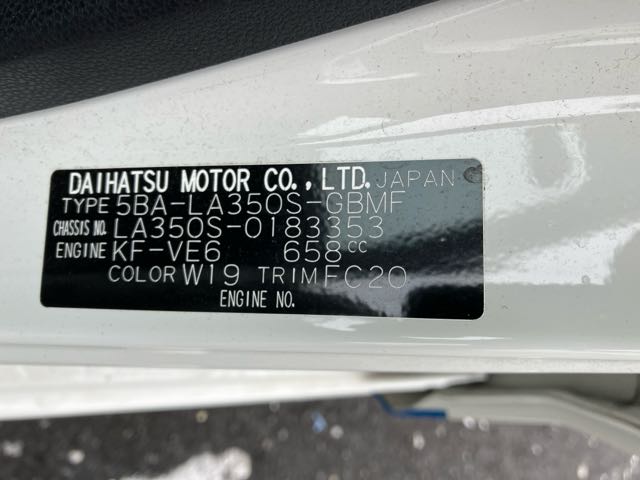 DAIHATSU MOTOR CO., LTD. JAPAN
TYPE 5BA-LA350S-GBMF
CHASSIS NO. LA350S-0183353
ENGINE KF-VE6 658cc
COLOR W19 TRIM FC20
ENGINE NO.